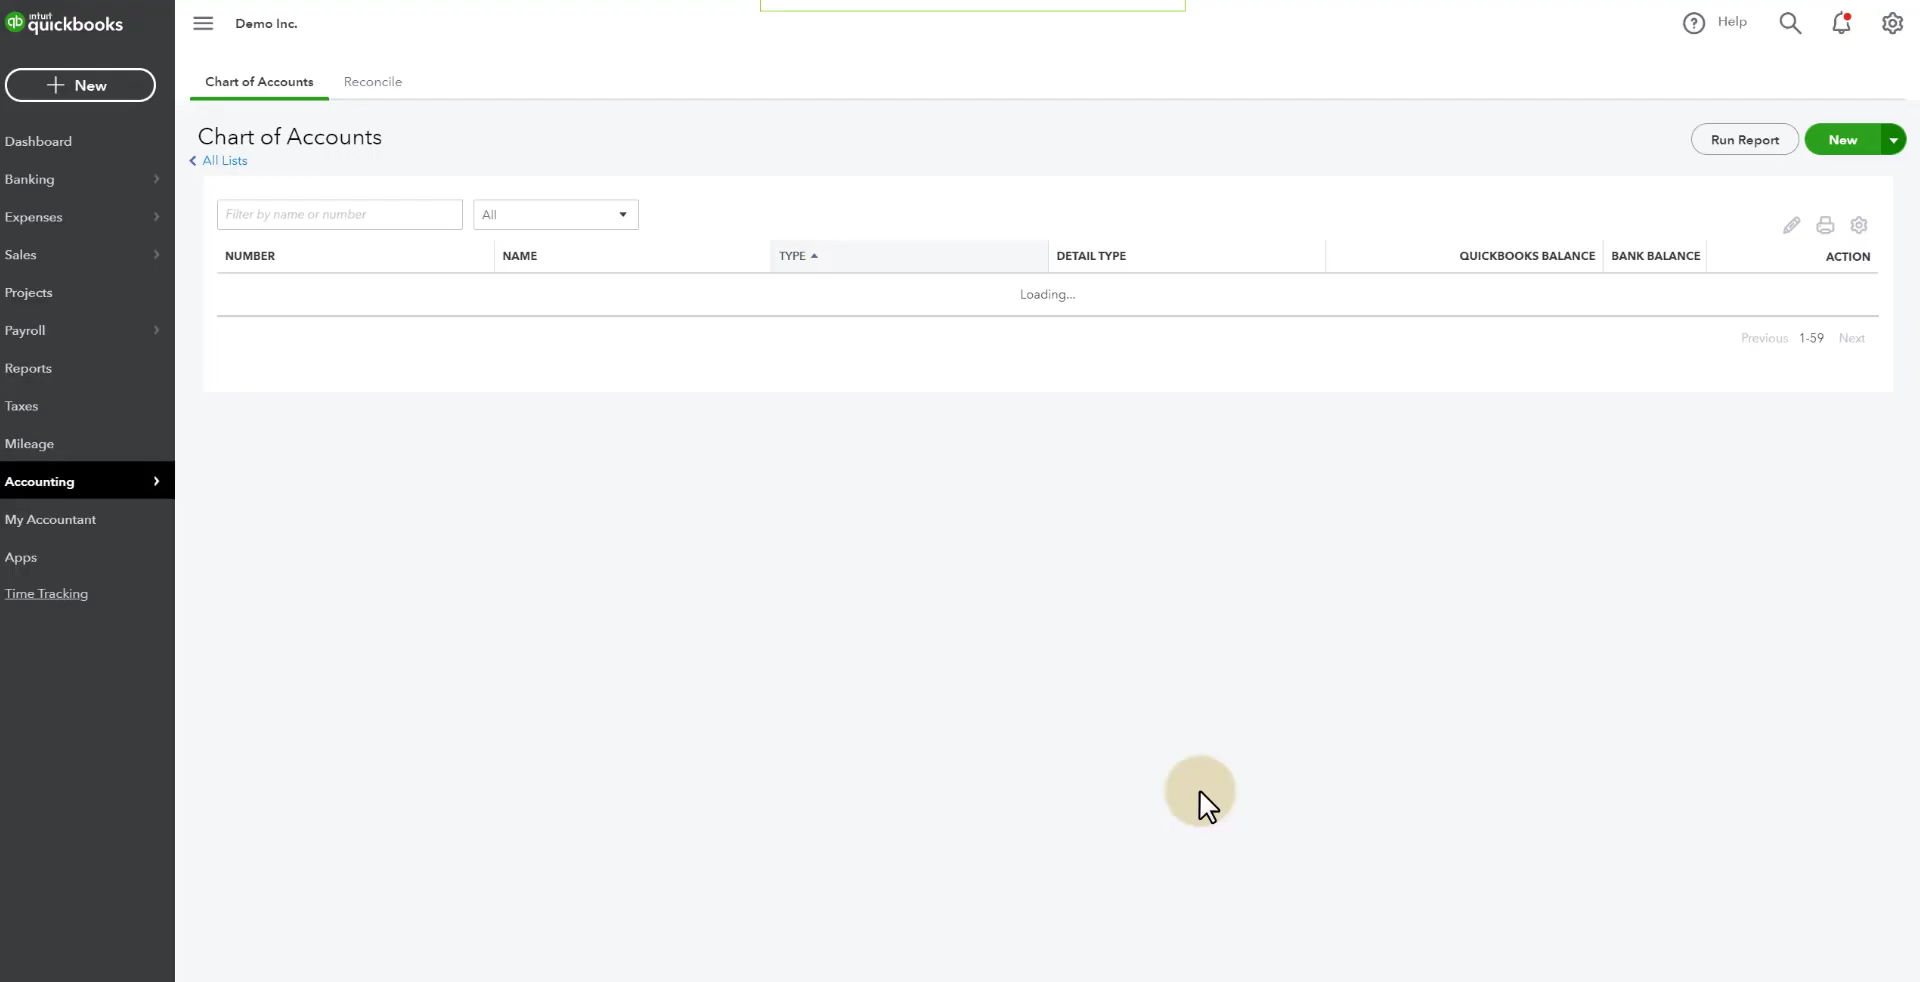 intuit
quickbooks
Demo Inc.
Help
New
Chart of Accounts
Reconcile
Dashboard
Banking
Expenses
Sales
Projects
Payroll
Reports
Taxes
Mileage
Accounting
My Accountant
Apps
Time Tracking
Chart of Accounts
All Lists
Run Report
New
Filter by name or number
All
NUMBER
NAME
TYPE
DETAIL TYPE
QUICKBOOKS BALANCE
BANK BALANCE
ACTION
Loading...
Previous 1-59 Next